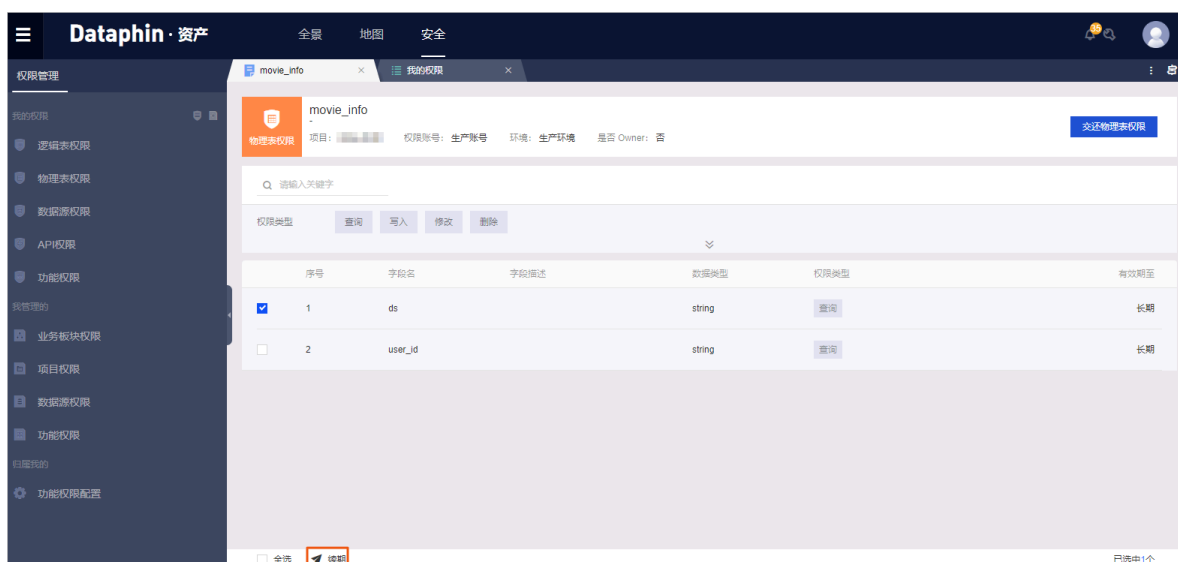 Dataphin · 资产 全景 地图 安全 35
权限管理 movie_info × 我的权限 ×
我的权限
逻辑表权限
物理表权限
数据源权限
API权限
功能权限
我管理的
业务板块权限
项目权限
数据源权限
功能权限
归属我的
功能权限配置
movie_info
-
物理表权限 项目: 权限账号: 生产账号 环境: 生产环境 是否 Owner: 否
交还物理表权限
请输入关键字
权限类型 查询 写入 修改 删除
序号 字段名 字段描述 数据类型 权限类型 有效期至
1 ds string 查询 长期
2 user_id string 查询 长期
全选 续期 已选中1个